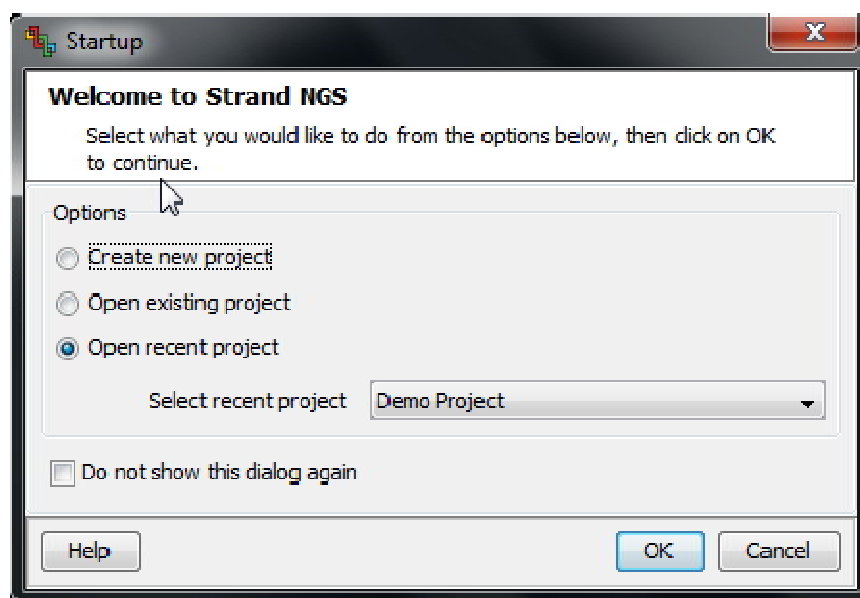 Startup
Welcome to Strand NGS
Select what you would like to do from the options below, then click on OK
to continue.
Options
Create new project
Open existing project
Open recent project
Select recent project Demo Project
Do not show this dialog again
Help OK Cancel